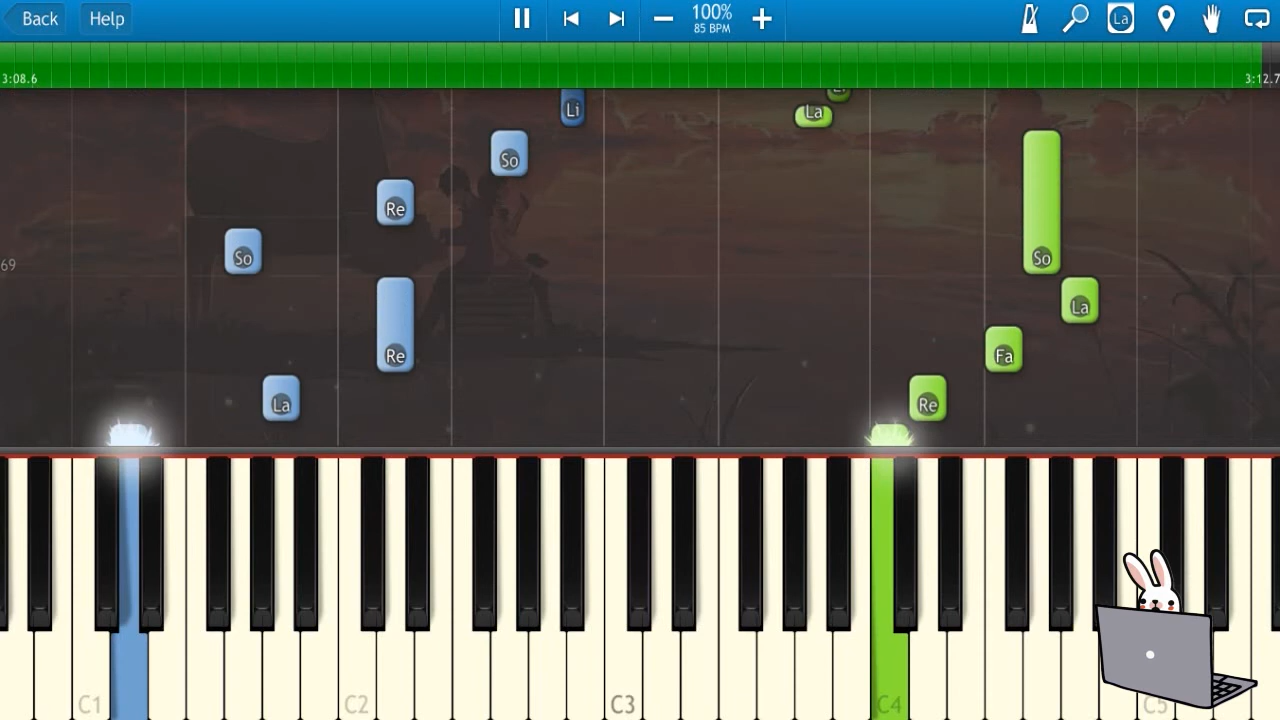 Back
Help
100%
85 BPM
La
3:08.6
3:12.7
Li
La
So
Re
So
So
69
La
Re
Fa
La
Re
C1
C2
C3
C4
C5